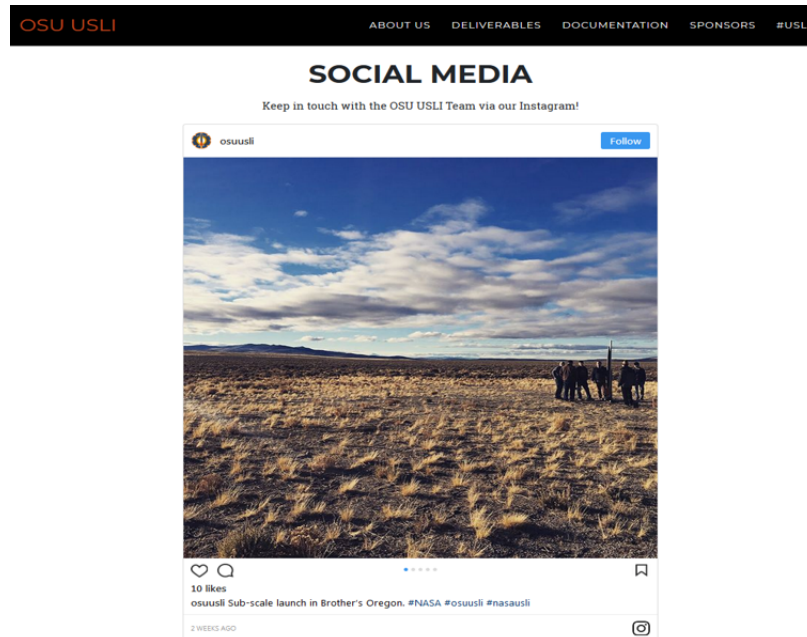 OSU USLI
ABOUT US DELIVERABLES DOCUMENTATION SPONSORS #USL
SOCIAL MEDIA
Keep in touch with the OSU USLI Team via our Instagram!
osuusli
Follow
10 likes
osuusli Sub-scale launch in Brother's Oregon. #NASA #osuusli #nasausli
2 WEEKS AGO